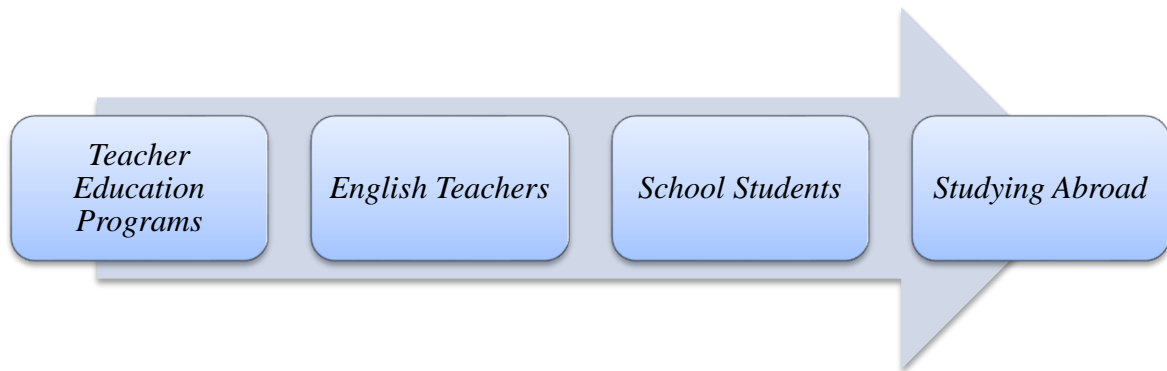 Teacher
Education
Programs
English Teachers
School Students
Studying Abroad